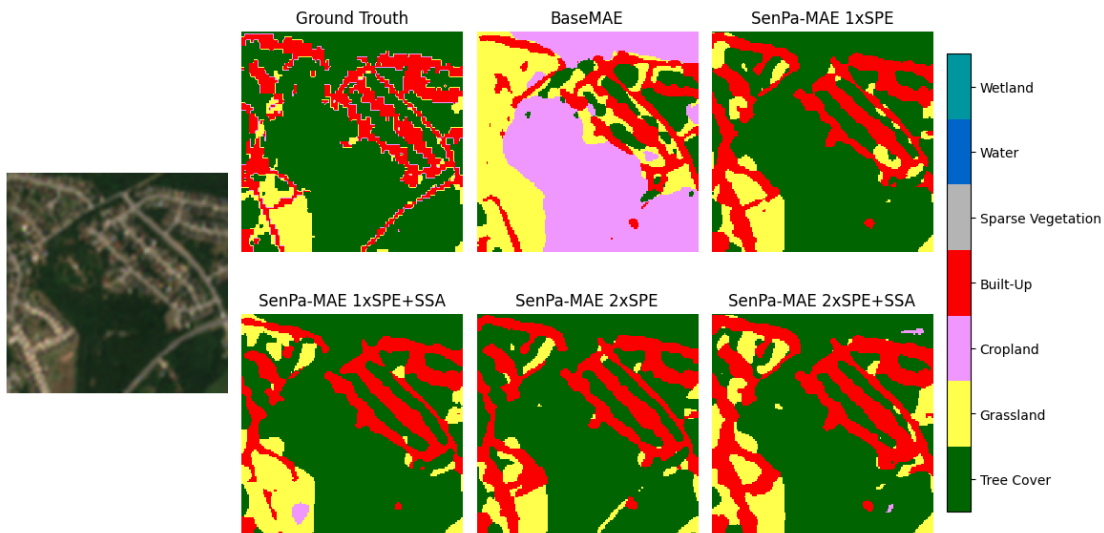 Ground Trouth
BaseMAE
SenPa-MAE 1xSPE
SenPa-MAE 1xSPE+SSA
SenPa-MAE 2xSPE
SenPa-MAE 2xSPE+SSA
Wetland
Water
Sparse Vegetation
Built-Up
Cropland
Grassland
Tree Cover